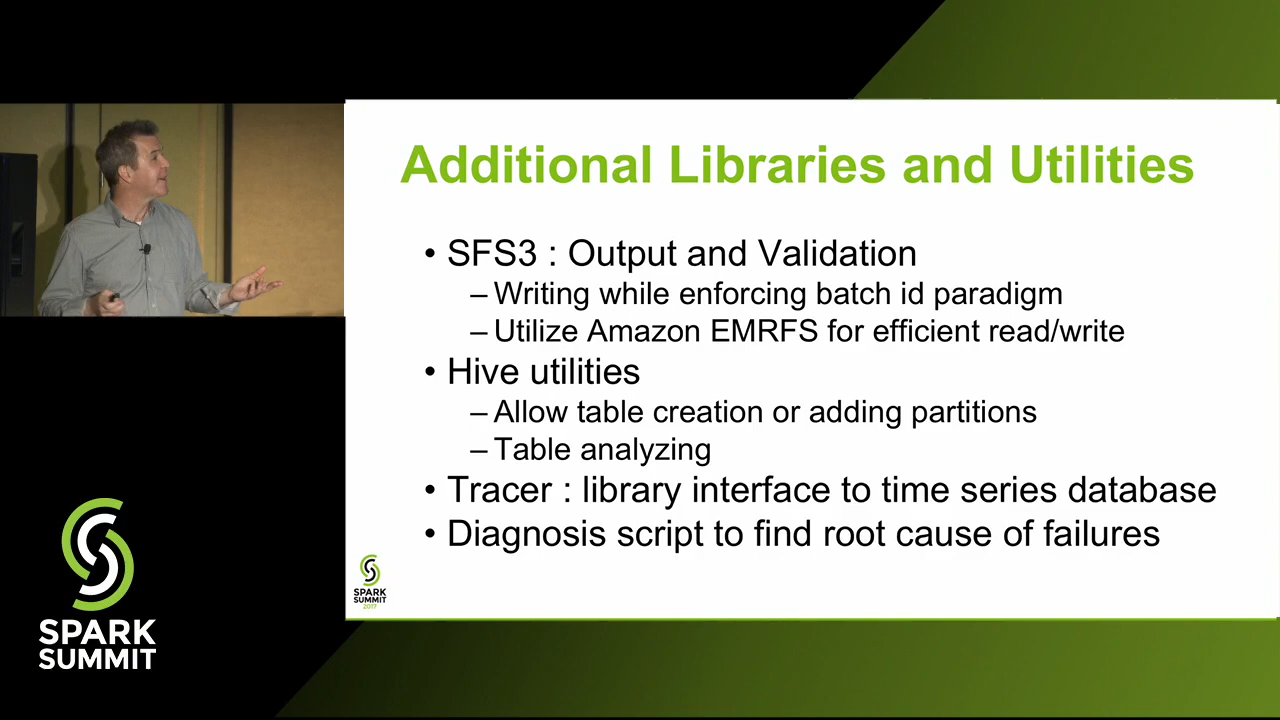 Additional Libraries and Utilities
• SFS3 : Output and Validation
– Writing while enforcing batch id paradigm
– Utilize Amazon EMRFS for efficient read/write
• Hive utilities
– Allow table creation or adding partitions
– Table analyzing
• Tracer : library interface to time series database
• Diagnosis script to find root cause of failures
SPARK
SUMMIT
2017
SPARK
SUMMIT